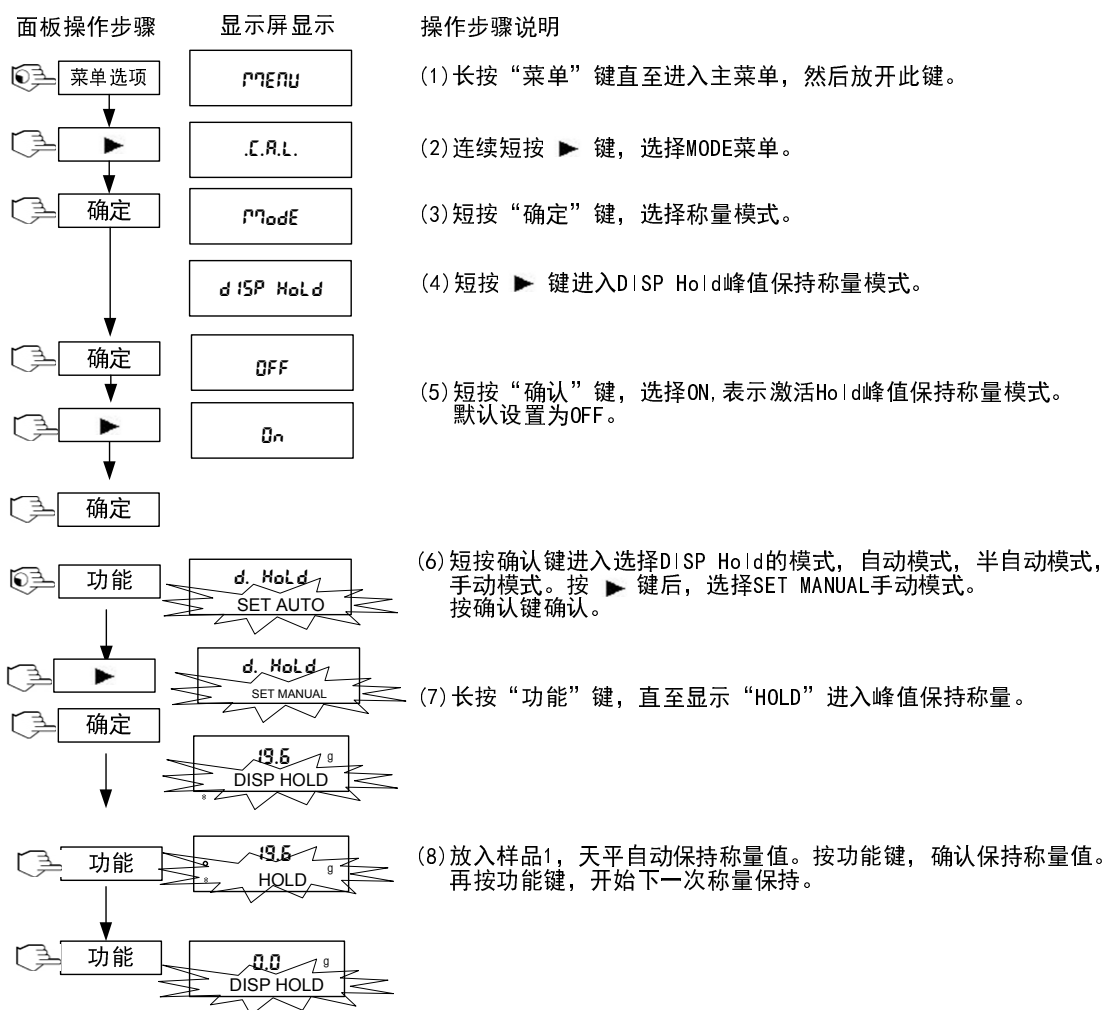 面板操作步骤
显示屏显示
操作步骤说明
菜单选项
MENU
(1)长按“菜单”键直至进入主菜单，然后放开此键。
.C.A.L.
(2)连续短按 ▶ 键，选择MODE菜单。
确定
ModE
(3)短按“确定”键，选择称量模式。
dISP HoLd
(4)短按 ▶ 键进入DISP Hold峰值保持称量模式。
确定
OFF
(5)短按“确认”键，选择ON,表示激活Hold峰值保持称量模式。
默认设置为OFF。
On
确定
功能
d. HoLd
SET AUTO
(6)短按确认键进入选择DISP Hold的模式，自动模式，半自动模式，
手动模式。按 ▶ 键后，选择SET MANUAL手动模式。
按确认键确认。
d. HoLd
SET MANUAL
(7)长按“功能”键，直至显示“HOLD”进入峰值保持称量。
确定
19.6 g
DISP HOLD
功能
19.6 g
HOLD
(8)放入样品1，天平自动保持称量值。按功能键，确认保持称量值。
再按功能键，开始下一次称量保持。
功能
0.0 g
DISP HOLD